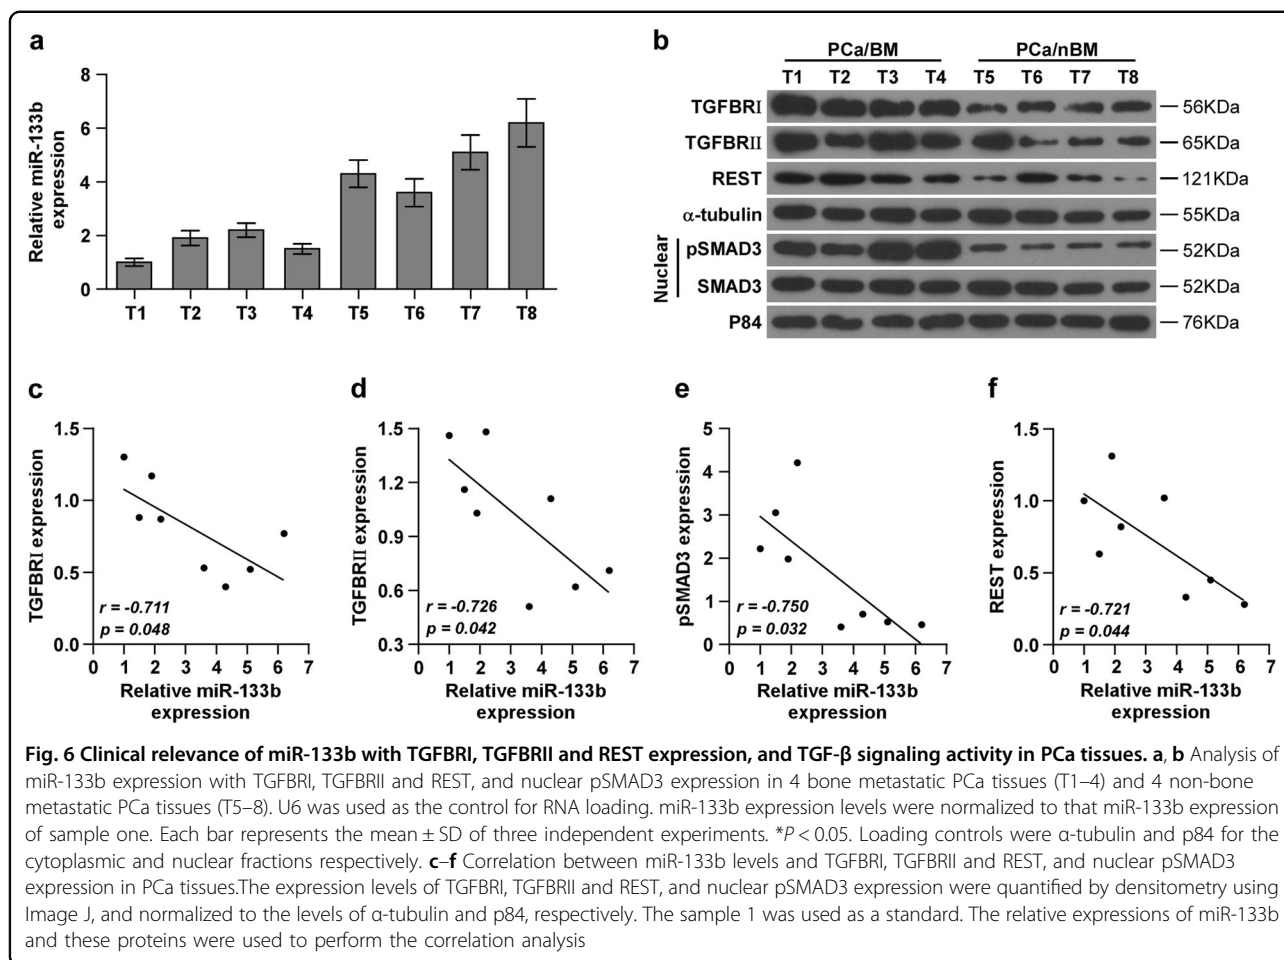 a
8
6
4
2
0
Relative miR-133b
expression
T1 T2 T3 T4 T5 T6 T7 T8
b
PCa/BM PCa/nBM
T1 T2 T3 T4 T5 T6 T7 T8
TGFBRI 56KDa
TGFBRII 65KDa
REST 121KDa
α-tubulin 55KDa
Nuclear
pSMAD3 52KDa
SMAD3 52KDa
P84 76KDa
c
1.5
1.0
0.5
0.0
TGFBRI expression
r = -0.711
p = 0.048
0 1 2 3 4 5 6 7
Relative miR-133b
expression
d
1.5
1.2
0.9
0.6
0.3
TGFBRII expression
r = -0.726
p = 0.042
0 1 2 3 4 5 6 7
Relative miR-133b
expression
e
5
4
3
2
1
0
pSMAD3 expression
r = -0.750
p = 0.032
0 1 2 3 4 5 6 7
Relative miR-133b
expression
f
1.5
1.0
0.5
0.0
REST expression
r = -0.721
p = 0.044
0 1 2 3 4 5 6 7
Relative miR-133b
expression
Fig. 6 Clinical relevance of miR-133b with TGFBRI, TGFBRII and REST expression, and TGF-β signaling activity in PCa tissues. a, b Analysis of
miR-133b expression with TGFBRI, TGFBRII and REST, and nuclear pSMAD3 expression in 4 bone metastatic PCa tissues (T1–4) and 4 non-bone
metastatic PCa tissues (T5–8). U6 was used as the control for RNA loading. miR-133b expression levels were normalized to that miR-133b expression
of sample one. Each bar represents the mean ± SD of three independent experiments. *P < 0.05. Loading controls were α-tubulin and p84 for the
cytoplasmic and nuclear fractions respectively. c–f Correlation between miR-133b levels and TGFBRI, TGFBRII and REST, and nuclear pSMAD3
expression in PCa tissues.The expression levels of TGFBRI, TGFBRII and REST, and nuclear pSMAD3 expression were quantified by densitometry using
Image J, and normalized to the levels of α-tubulin and p84, respectively. The sample 1 was used as a standard. The relative expressions of miR-133b
and these proteins were used to perform the correlation analysis